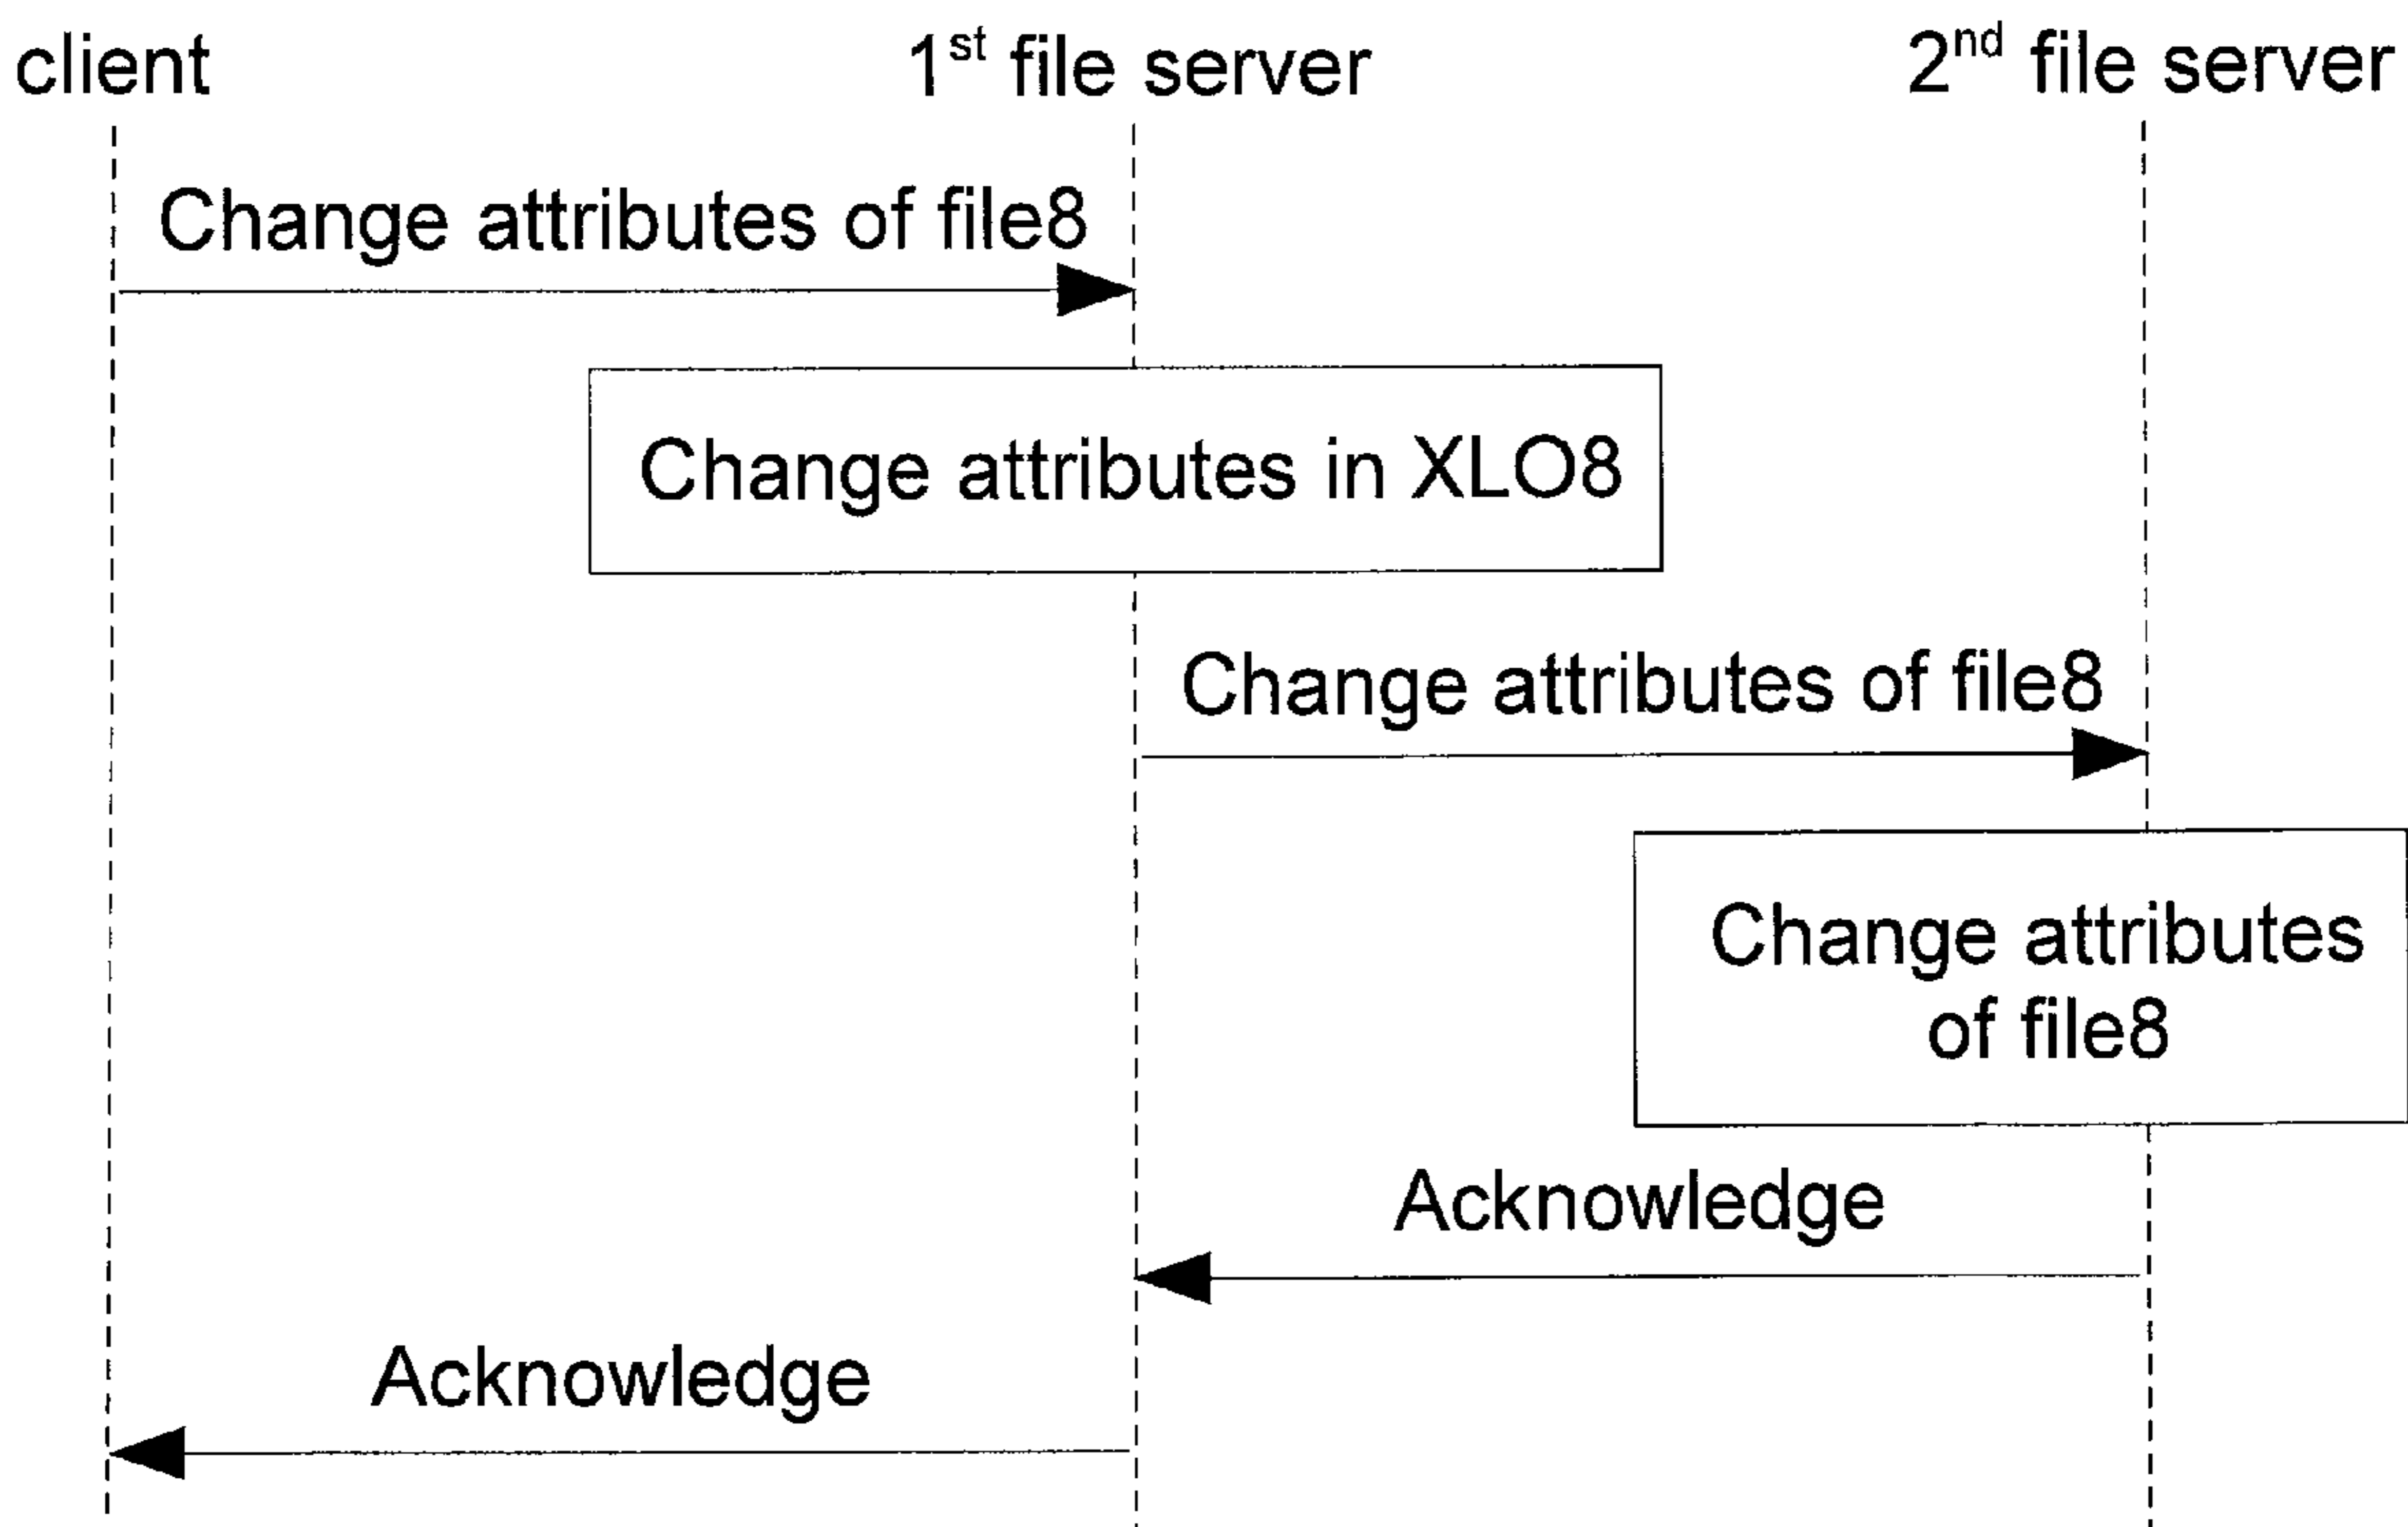 client
1st file server
2nd file server
Change attributes of file8
Change attributes in XLO8
Change attributes of file8
Change attributes
of file8
Acknowledge
Acknowledge